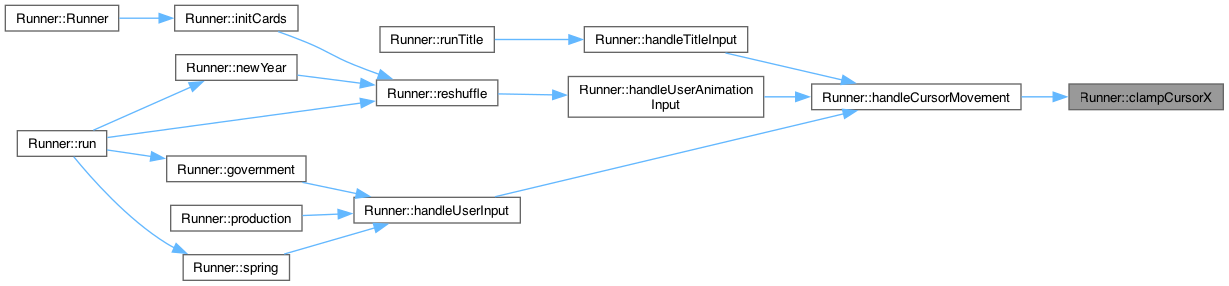 Runner::Runner
Runner::initCards
Runner::runTitle
Runner::handleTitleInput
Runner::newYear
Runner::reshuffle
Runner::handleUserAnimation
Input
Runner::handleCursorMovement
Runner::clampCursorX
Runner::run
Runner::government
Runner::production
Runner::handleUserInput
Runner::spring